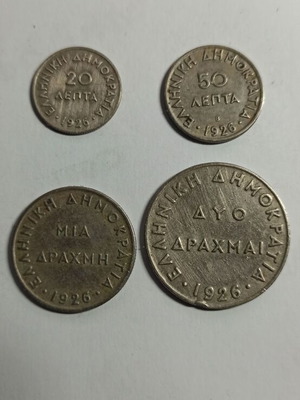 ΕΛΛΗΝΙΚΗ ΔΗΜΟΚΡΑΤΙΑ
20
ΛΕΠΤΑ
·1926·
ΕΛΛΗΝΙΚΗ ΔΗΜΟΚΡΑΤΙΑ
50
ΛΕΠΤΑ
·1926·
ΕΛΛΗΝΙΚΗ ΔΗΜΟΚΡΑΤΙΑ
ΜΙΑ
ΔΡΑΧΜΗ
·1926·
ΕΛΛΗΝΙΚΗ ΔΗΜΟΚΡΑΤΙΑ
ΔΥΟ
ΔΡΑΧΜΑΙ
·1926·